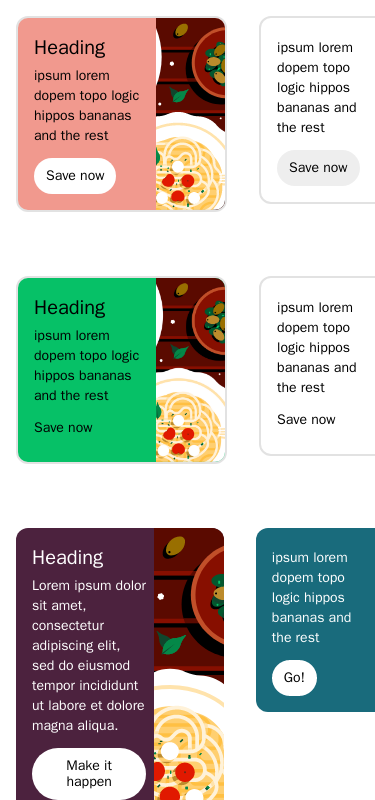 Heading
ipsum lorem
dopem topo logic
hippos bananas
and the rest
Save now
ipsum lorem
dopem topo
logic hippos
bananas and
the rest
Save now
Heading
ipsum lorem
dopem topo logic
hippos bananas
and the rest
Save now
ipsum lorem
dopem topo
logic hippos
bananas and
the rest
Save now
Heading
Lorem ipsum dolor
sit amet,
consectetur
adipiscing elit,
sed do eiusmod
tempor incididunt
ut labore et dolore
magna aliqua.
Make it
happen
ipsum lorem
dopem topo
logic hippos
bananas and
the rest
Go!